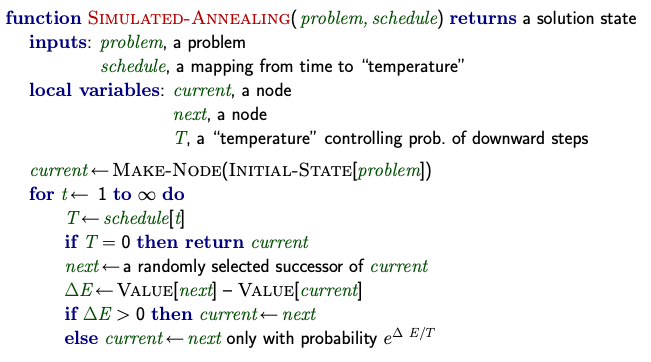 function SIMULATED-ANNEALING( problem, schedule) returns a solution state
inputs: problem, a problem
schedule, a mapping from time to “temperature”
local variables: current, a node
next, a node
T, a “temperature” controlling prob. of downward steps
current ← MAKE-NODE(INITIAL-STATE[problem])
for t ← 1 to ∞ do
T ← schedule[t]
if T = 0 then return current
next ← a randomly selected successor of current
ΔE ← VALUE[next] – VALUE[current]
if ΔE > 0 then current ← next
else current ← next only with probability e^Δ E/T